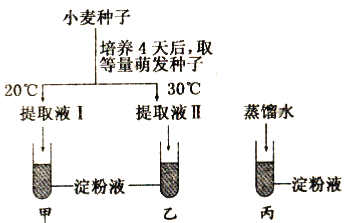 小麦种子
培养4天后,取
等量萌发种子
20℃ 30℃
提取液Ⅰ 提取液Ⅱ 蒸馏水
淀粉液 淀粉液
甲 乙 丙